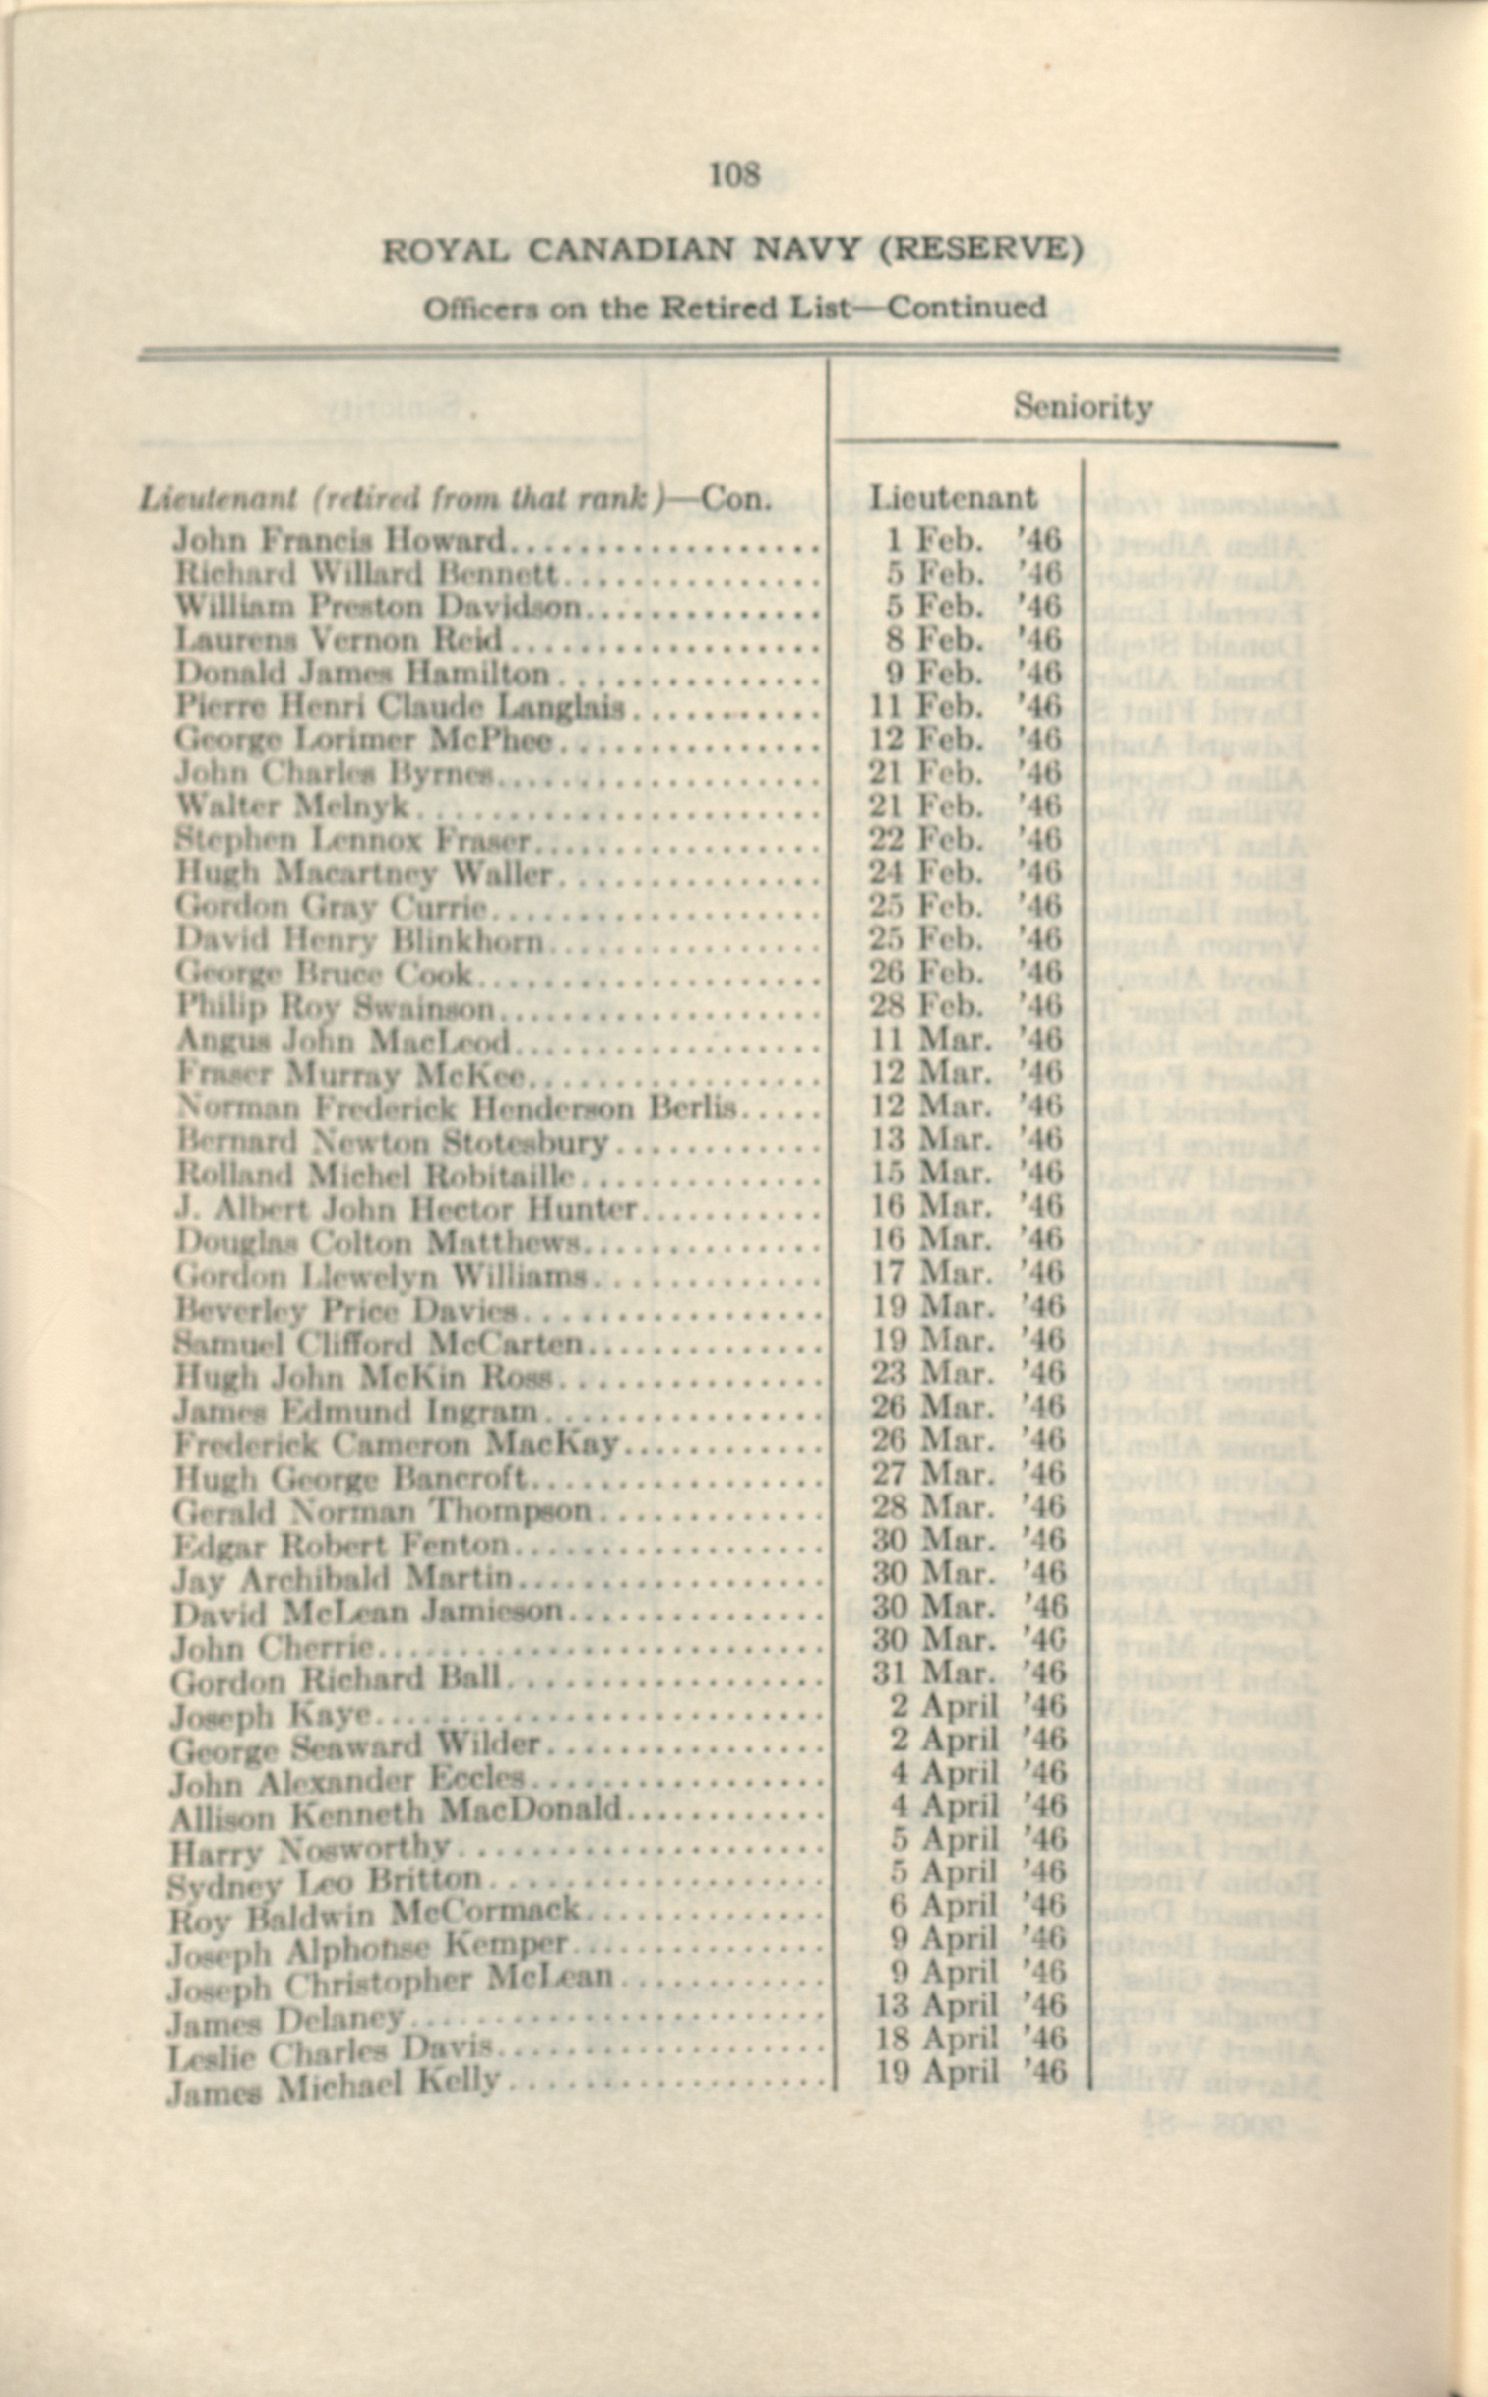 108
ROYAL CANADIAN NAVY (RESERVE)
Officers on the Retired List—Continued
Seniority
Lieutenant (retired from that rank)—Con. Lieutenant
John Francis Howard................... 1 Feb. '46
Richard Willard Bennett................ 5 Feb. '46
William Preston Davidson.............. 5 Feb. '46
Laurens Vernon Reid................... 8 Feb. '46
Donald James Hamilton................ 9 Feb. '46
Pierre Henri Claude Langlais............ 11 Feb. '46
George Lorimer McPhee................ 12 Feb. '46
John Charles Byrnes.................... 21 Feb. '46
Walter Melnyk......................... 21 Feb. '46
Stephen Lennox Fraser.................. 22 Feb. '46
Hugh Macartney Waller................ 24 Feb. '46
Gordon Gray Currie.................... 25 Feb. '46
David Henry Blinkhorn................. 25 Feb. '46
George Bruce Cook..................... 26 Feb. '46
Philip Roy Swainson.................... 28 Feb. '46
Angus John MacLeod................... 11 Mar. '46
Fraser Murray McKee.................. 12 Mar. '46
Norman Frederick Henderson Berlis..... 12 Mar. '46
Bernard Newton Stotesbury............. 13 Mar. '46
Rolland Michel Robitaille............... 15 Mar. '46
J. Albert John Hector Hunter........... 16 Mar. '46
Douglas Colton Matthews............... 16 Mar. '46
Gordon Llewelyn Williams.............. 17 Mar. '46
Beverley Price Davies.................. 19 Mar. '46
Samuel Clifford McCarten.............. 19 Mar. '46
Hugh John McKin Ross................ 23 Mar. '46
James Edmund Ingram................. 26 Mar. '46
Frederick Cameron MacKay............ 26 Mar. '46
Hugh George Bancroft.................. 27 Mar. '46
Gerald Norman Thompson.............. 28 Mar. '46
Edgar Robert Fenton................... 30 Mar. '46
Jay Archibald Martin................... 30 Mar. '46
David McLean Jamieson................ 30 Mar. '46
John Cherrie........................... 30 Mar. '46
Gordon Richard Ball................... 31 Mar. '46
Joseph Kaye........................... 2 April '46
George Seaward Wilder................. 2 April '46
John Alexander Eccles.................. 4 April '46
Allison Kenneth MacDonald............ 4 April '46
Harry Nosworthy...................... 5 April '46
Sydney Leo Britton..................... 5 April '46
Roy Baldwin McCormack............... 6 April '46
Joseph Alphonse Kemper............... 9 April '46
Joseph Christopher McLean............. 9 April '46
James Delaney......................... 13 April '46
Leslie Charles Davis.................... 18 April '46
James Michael Kelly................... 19 April '46